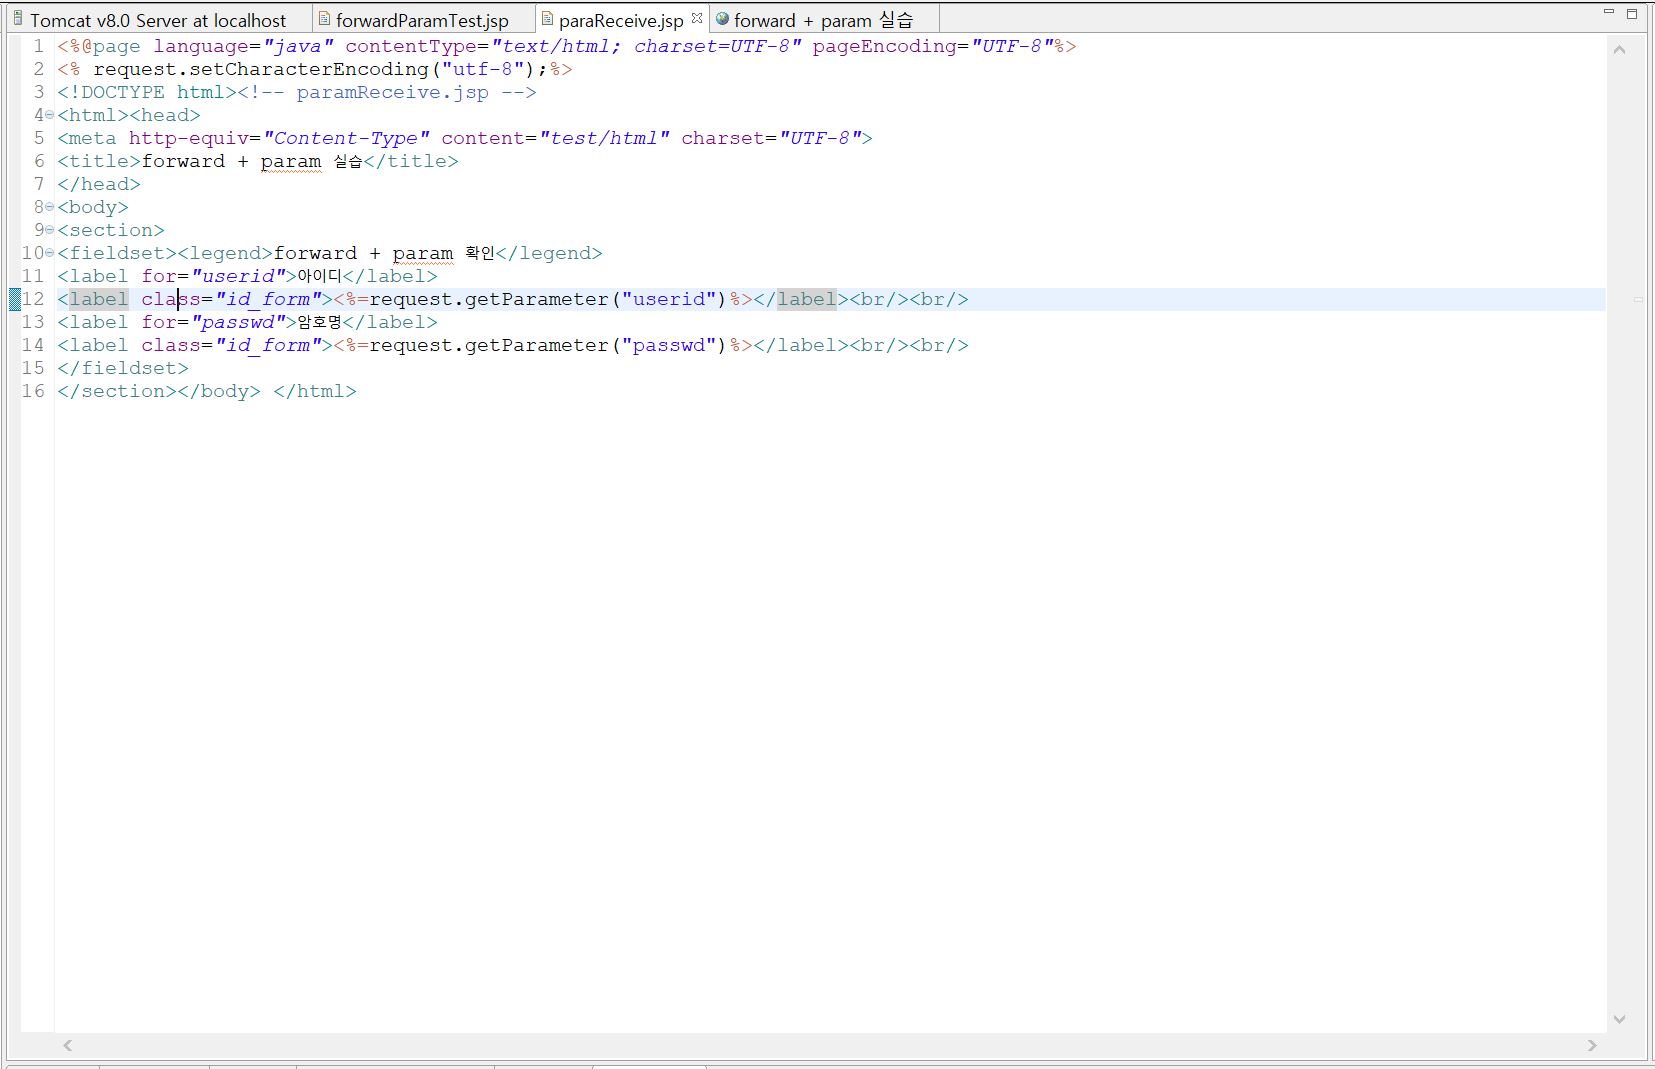 Tomcat v8.0 Server at localhost forwardParamTest.jsp paraReceive.jsp forward + param 실습
1 <%@page language="java" contentType="text/html; charset=UTF-8" pageEncoding="UTF-8"%>
2 <% request.setCharacterEncoding("utf-8");%>
3 <!DOCTYPE html><!-- paramReceive.jsp -->
4 <html><head>
5 <meta http-equiv="Content-Type" content="test/html" charset="UTF-8">
6 <title>forward + param 실습</title>
7 </head>
8 <body>
9 <section>
10 <fieldset><legend>forward + param 확인</legend>
11 <label for="userid">아이디</label>
12 <label class="id_form"><%=request.getParameter("userid")%></label><br/><br/>
13 <label for="passwd">암호명</label>
14 <label class="id_form"><%=request.getParameter("passwd")%></label><br/><br/>
15 </fieldset>
16 </section></body> </html>